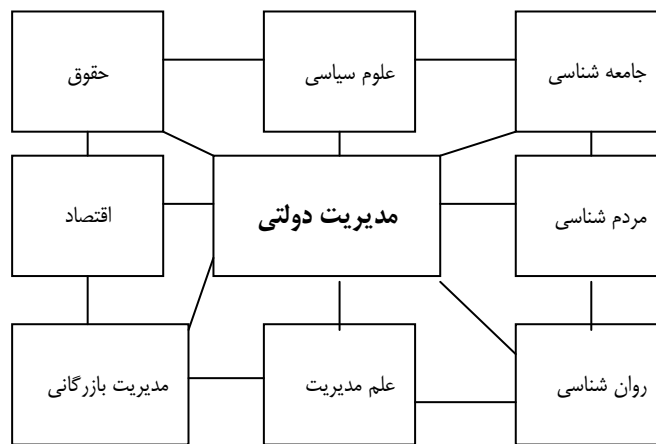 جامعه شناسی
علوم سیاسی
حقوق
مردم شناسی
مدیریت دولتی
اقتصاد
روان شناسی
علم مدیریت
مدیریت بازرگانی